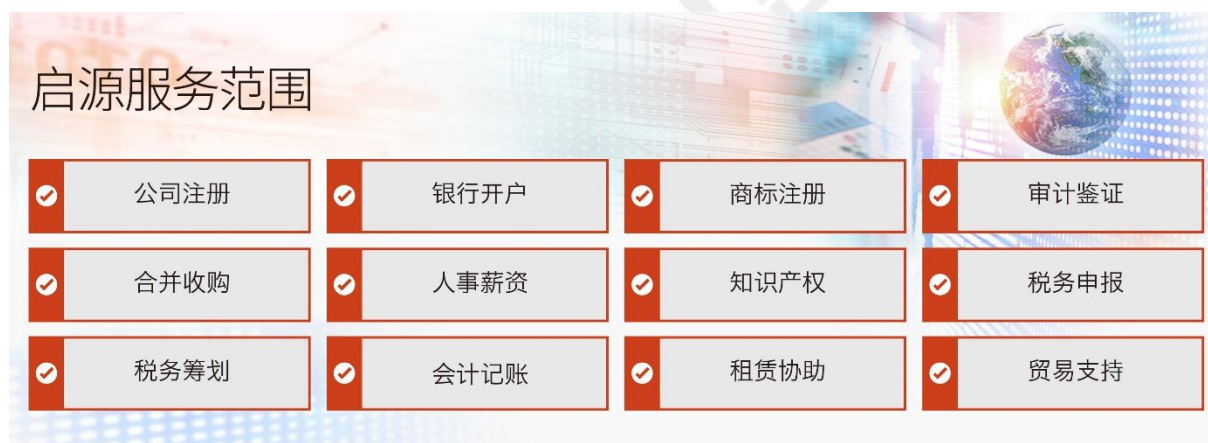 启源服务范围
公司注册
银行开户
商标注册
审计鉴证
合并收购
人事薪资
知识产权
税务申报
税务筹划
会计记账
租赁协助
贸易支持